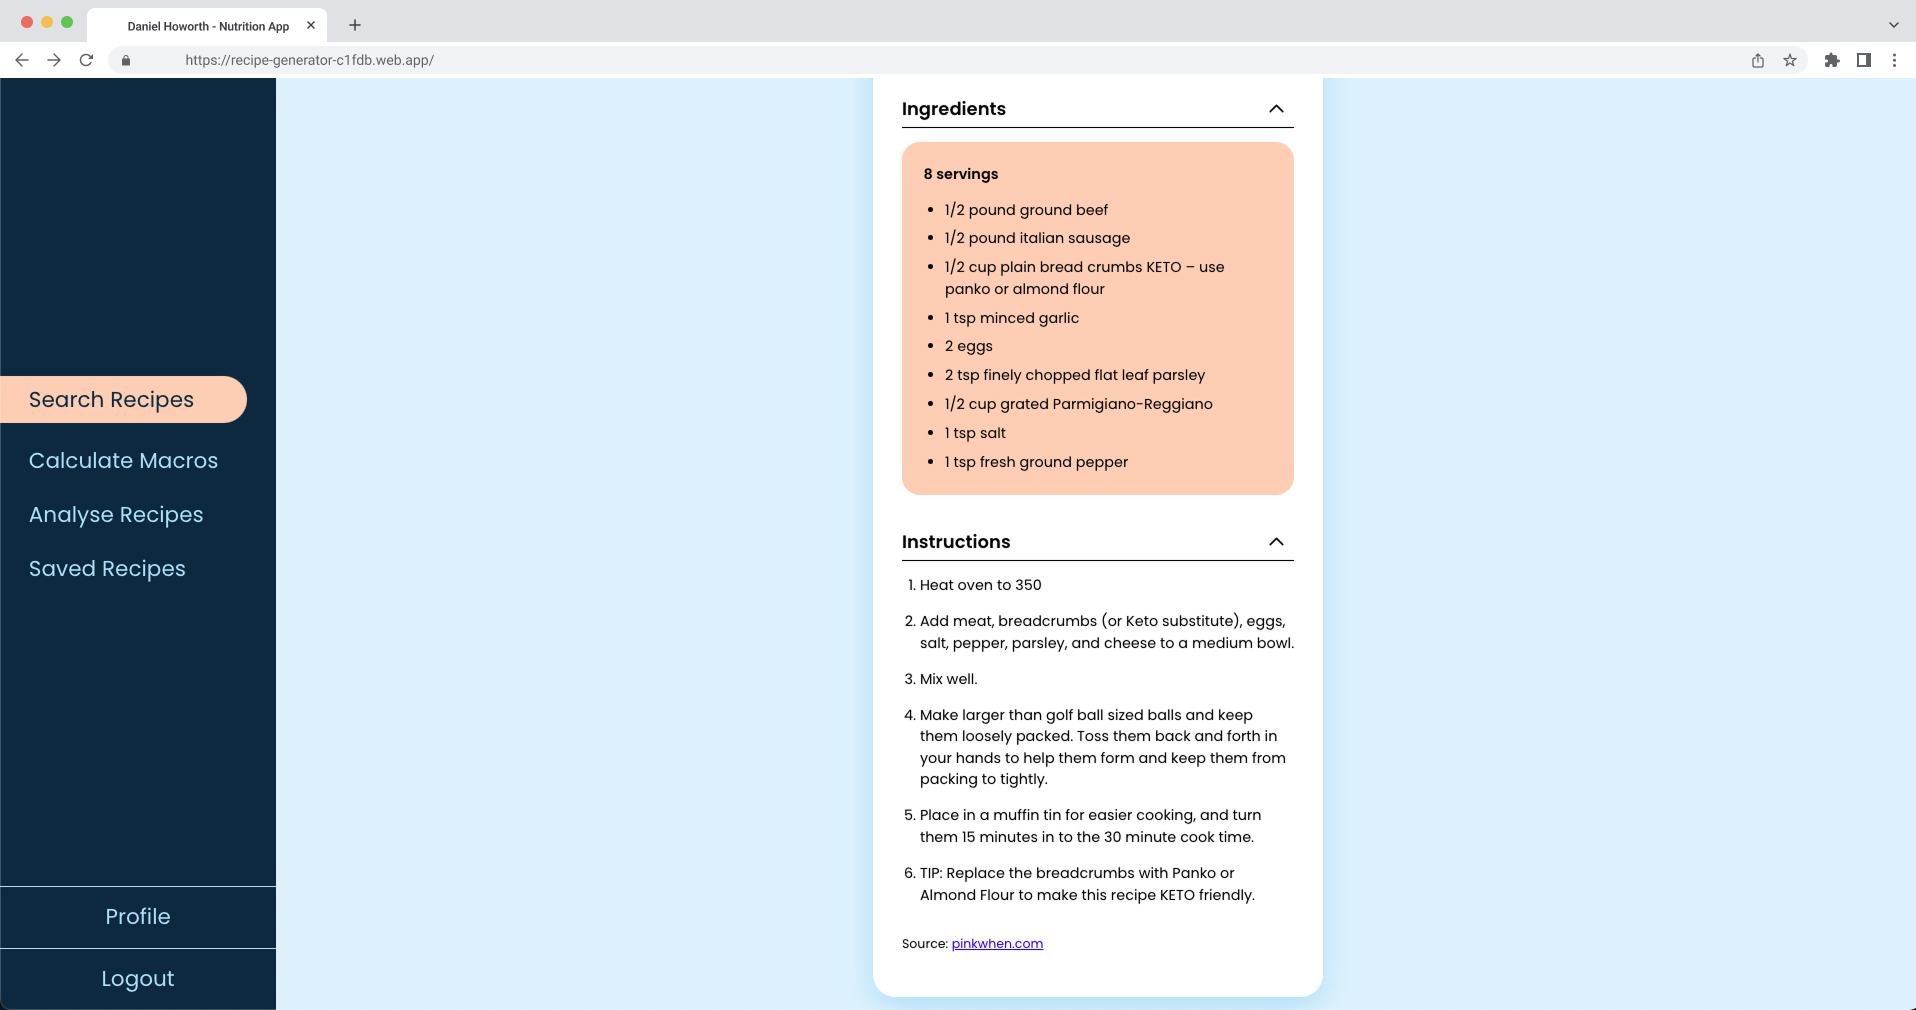 Daniel Howorth - Nutrition App
https://recipe-generator-c1fdb.web.app/
Search Recipes
Calculate Macros
Analyse Recipes
Saved Recipes
Profile
Logout
Ingredients
8 servings
1/2 pound ground beef
1/2 pound italian sausage
1/2 cup plain bread crumbs KETO – use
panko or almond flour
1 tsp minced garlic
2 eggs
2 tsp finely chopped flat leaf parsley
1/2 cup grated Parmigiano-Reggiano
1 tsp salt
1 tsp fresh ground pepper
Instructions
1. Heat oven to 350
2. Add meat, breadcrumbs (or Keto substitute), eggs,
salt, pepper, parsley, and cheese to a medium bowl.
3. Mix well.
4. Make larger than golf ball sized balls and keep
them loosely packed. Toss them back and forth in
your hands to help them form and keep them from
packing to tightly.
5. Place in a muffin tin for easier cooking, and turn
them 15 minutes in to the 30 minute cook time.
6. TIP: Replace the breadcrumbs with Panko or
Almond Flour to make this recipe KETO friendly.
Source: pinkwhen.com